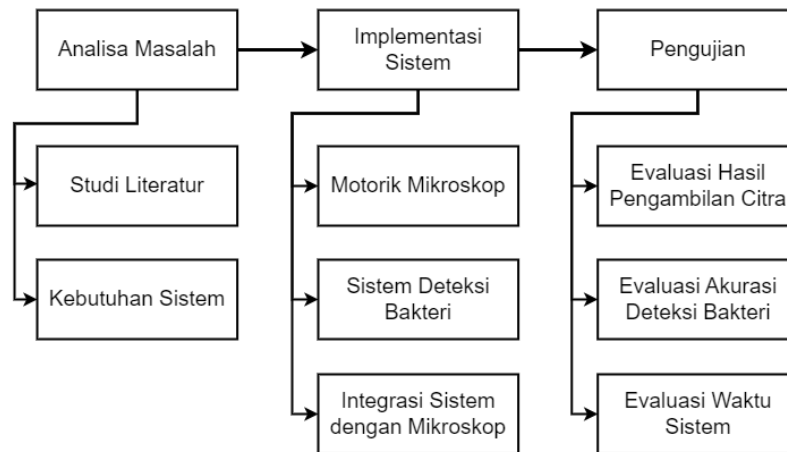 Analisa Masalah
Implementasi
Sistem
Pengujian
Studi Literatur
Motorik Mikroskop
Evaluasi Hasil
Pengambilan Citra
Kebutuhan Sistem
Sistem Deteksi
Bakteri
Evaluasi Akurasi
Deteksi Bakteri
Integrasi Sistem
dengan Mikroskop
Evaluasi Waktu
Sistem